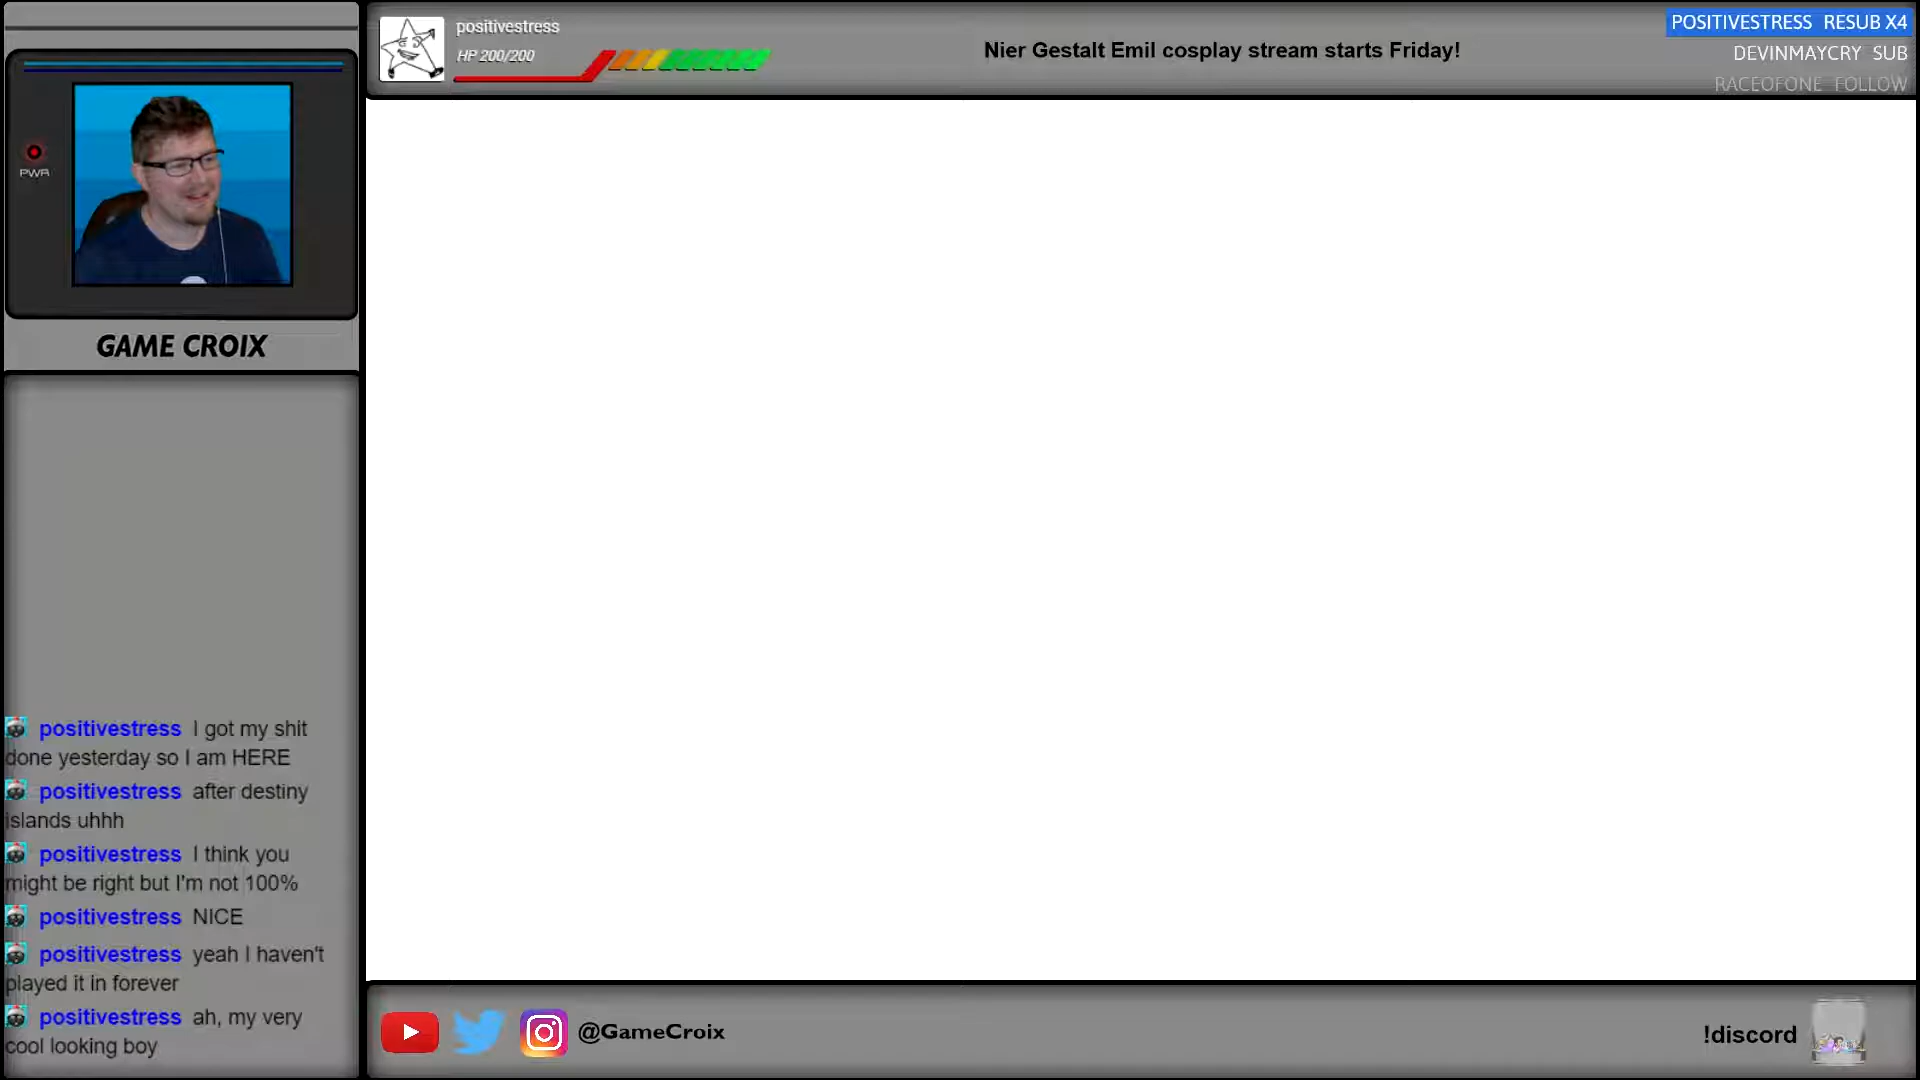 positivestress
HP 200/200
Nier Gestalt Emil cosplay stream starts Friday!
POSITIVESTRESS RESUB X4
DEVINMAYCRY SUB
RACEOFONE FOLLOW
PWR
GAME CROIX
positivestress I got my shit
done yesterday so I am HERE
positivestress after destiny
islands uhhh
positivestress I think you
might be right but I'm not 100%
positivestress NICE
positivestress yeah I haven't
played it in forever
positivestress ah, my very
cool looking boy
@GameCroix
!discord